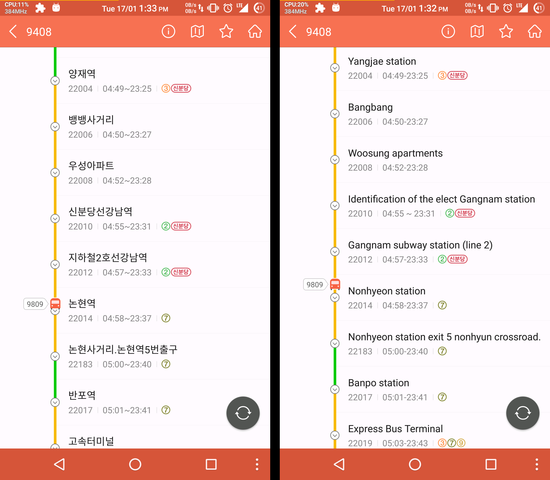 CPU:11%
384MHz
Tue 17/01 1:33 PM
0B/s
0B/s
LTE
41
9408
양재역
22004 04:49~23:25 3 신분당
뱅뱅사거리
22006 04:50~23:27
우성아파트
22008 04:52~23:28
신분당선강남역
22010 04:55~23:31 2 신분당
지하철2호선강남역
22012 04:57~23:33 2 신분당
9809
논현역
22014 04:58~23:37 7
논현사거리.논현역5번출구
22183 05:00~23:40 7
반포역
22017 05:01~23:41 7
고속터미널
CPU:20%
384MHz
Tue 17/01 1:32 PM
0B/s
0B/s
LTE
41
9408
Yangjae station
22004 04:49-23:25 3 신분당
Bangbang
22006 04:50-23:27
Woosung apartments
22008 04:52-23:28
Identification of the elect Gangnam station
22010 04:55 ~ 23:31 2 신분당
Gangnam subway station (line 2)
22012 04:57-23:33 2 신분당
9809
Nonhyeon station
22014 04:58-23:37 7
Nonhyeon station exit 5 nonhyun crossroad.
22183 05:00-23:40 7
Banpo station
22017 05:01-23:41 7
Express Bus Terminal
22019 05:03-23:43 3 7 9